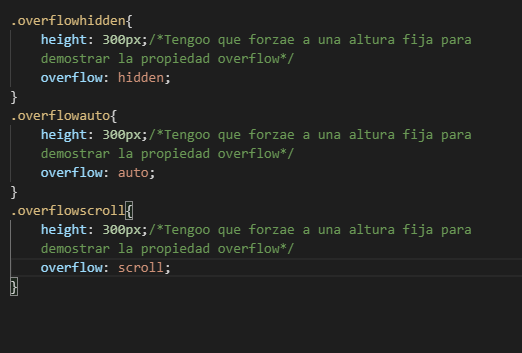 .overflowhidden{
height: 300px;/*Tengoo que forzae a una altura fija para
demostrar la propiedad overflow*/
overflow: hidden;
}
.overflowauto{
height: 300px;/*Tengoo que forzae a una altura fija para
demostrar la propiedad overflow*/
overflow: auto;
}
.overflowscroll{
height: 300px;/*Tengoo que forzae a una altura fija para
demostrar la propiedad overflow*/
overflow: scroll;
}